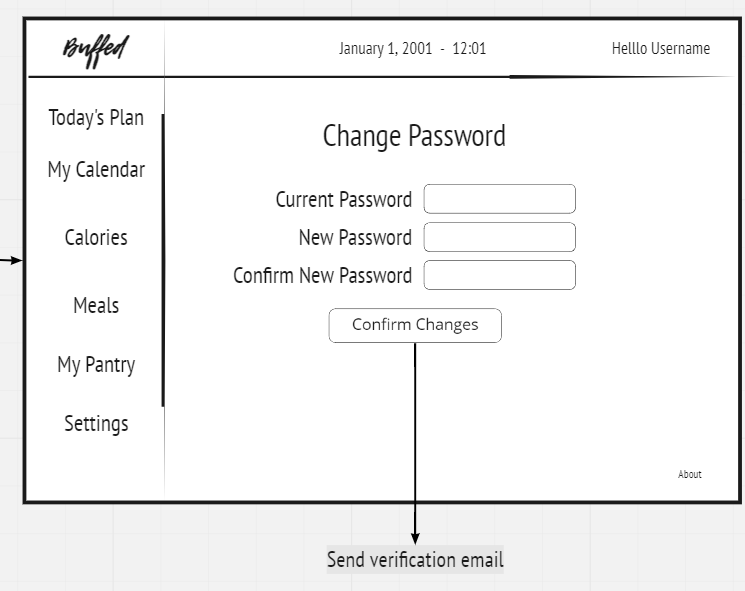 Buffed
January 1, 2001 - 12:01
Helllo Username
Today's Plan
My Calendar
Calories
Meals
My Pantry
Settings
Change Password
Current Password
New Password
Confirm New Password
Confirm Changes
About
Send verification email